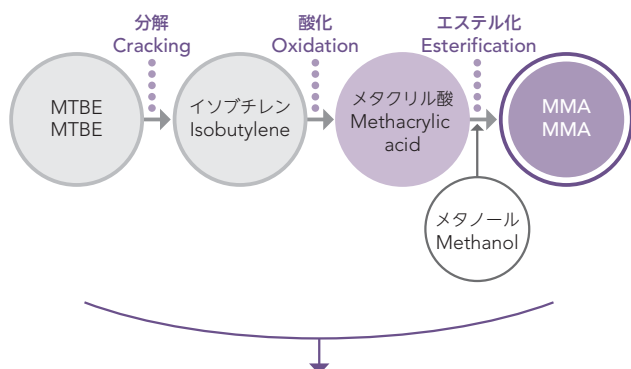 分解
Cracking
酸化
Oxidation
エステル化
Esterification
MTBE
MTBE
イソブチレン
Isobutylene
メタクリル酸
Methacrylic
acid
MMA
MMA
メタノール
Methanol